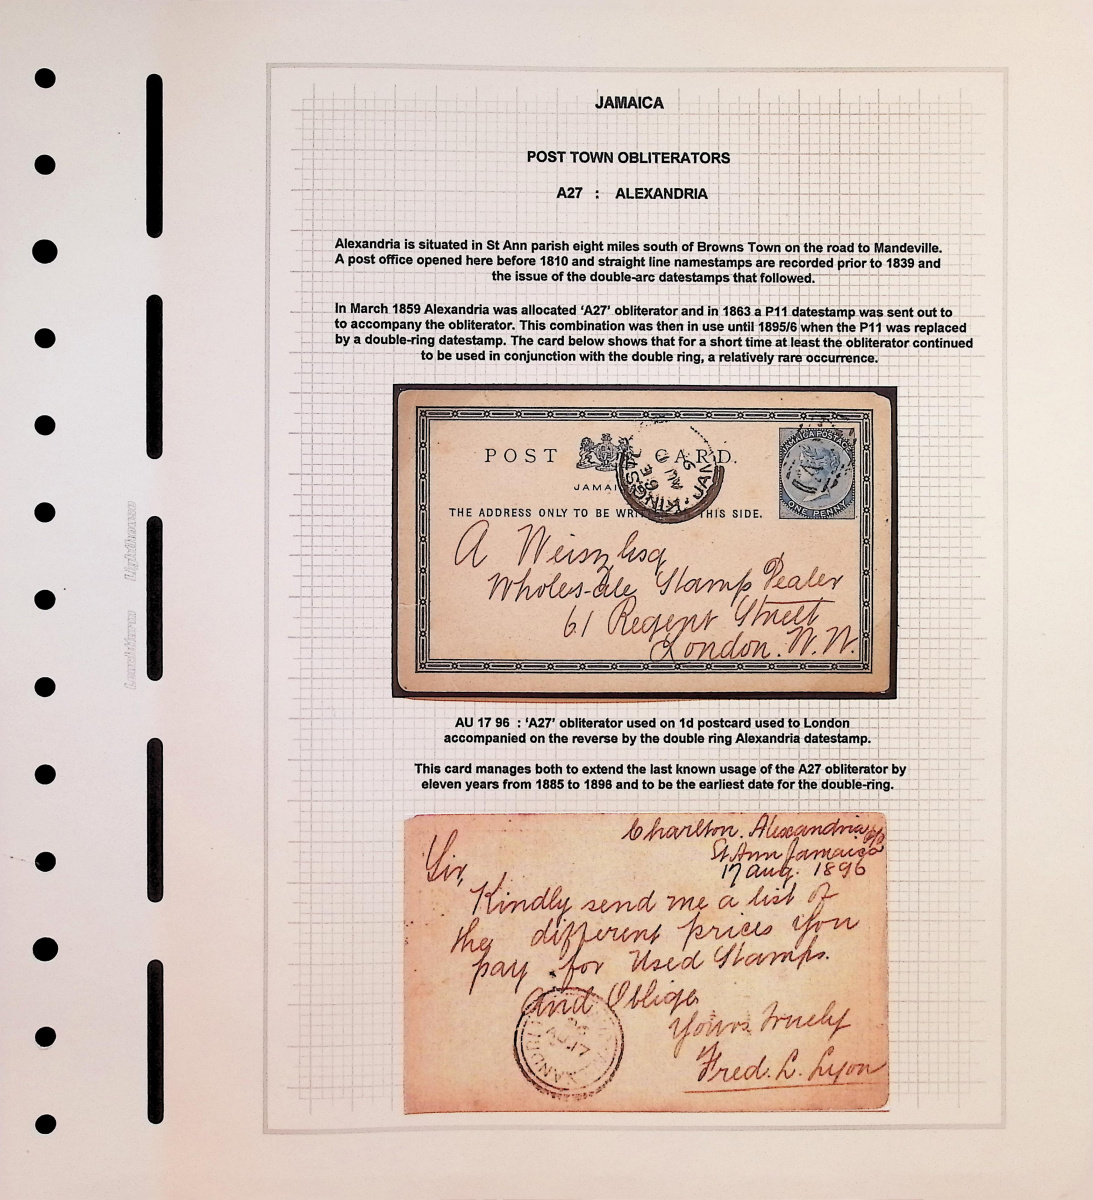 JAMAICA
POST TOWN OBLITERATORS
A27 : ALEXANDRIA
Alexandria is situated in St Ann parish eight miles south of Browns Town on the road to Mandeville.
A post office opened here before 1810 and straight line namestamps are recorded prior to 1839 and
the issue of the double-arc datestamps that followed.
In March 1859 Alexandria was allocated 'A27' obliterator and in 1863 a P11 datestamp was sent out to
to accompany the obliterator. This combination was then in use until 1895/6 when the P11 was replaced
by a double-ring datestamp. The card below shows that for a short time at least the obliterator continued
to be used in conjunction with the double ring, a relatively rare occurrence.
POST CARD.
JAMAI
THE ADDRESS ONLY TO BE WRI THIS SIDE.
JAMAICA POSTAGE
ONE PENNY
KINGST
JAM
A Weisz Esq
Wholes-ale Stamp Dealer
61 Regent Street
London. N.W.
AU 17 96 : 'A27' obliterator used on 1d postcard used to London
accompanied on the reverse by the double ring Alexandria datestamp.
This card manages both to extend the last known usage of the A27 obliterator by
eleven years from 1885 to 1896 and to be the earliest date for the double-ring.
Charlton. Alexandria
St Ann Jamaica
17 Aug. 1896
Sir,
Kindly send me a list of
the different prices you
pay for Used Stamps.
and Oblige
Yours truely
Fred. L. Lyon
AU 17